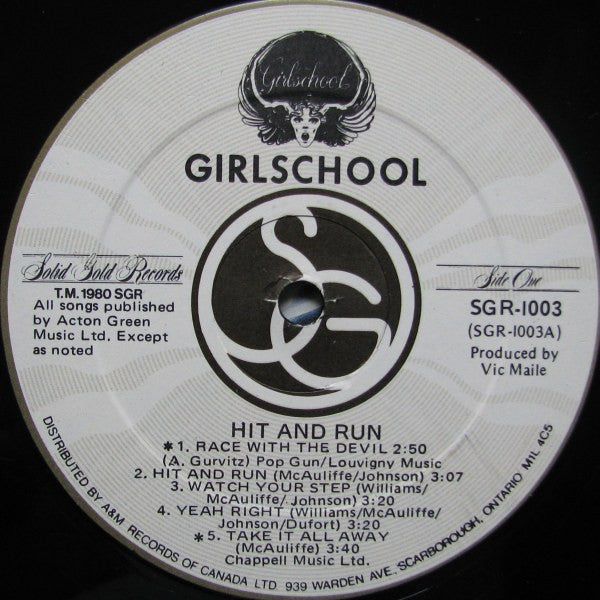 Girlschool
GIRLSCHOOL
Solid Gold Records
T.M. 1980 SGR
All songs published
by Acton Green
Music Ltd. Except
as noted
Side One
SGR-1003
(SGR-1003A)
Produced by
Vic Maile
SG
HIT AND RUN
*1. RACE WITH THE DEVIL 2:50
(A. Gurvitz) Pop Gun/Louvigny Music
2. HIT AND RUN (McAuliffe/Johnson) 3:07
3. WATCH YOUR STEP (Williams/
McAuliffe/Johnson) 3:20
4. YEAH RIGHT (Williams/McAuliffe/
Johnson/Dufort) 3:20
*5. TAKE IT ALL AWAY
(McAuliffe) 3:40
Chappell Music Ltd.
DISTRIBUTED BY A&M RECORDS OF CANADA LTD 939 WARDEN AVE., SCARBOROUGH, ONTARIO M1L 4C5